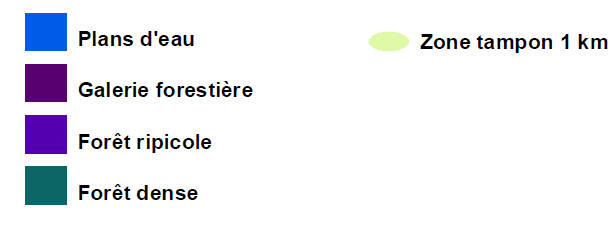 Plans d'eau
Galerie forestière
Forêt ripicole
Forêt dense
Zone tampon 1 km